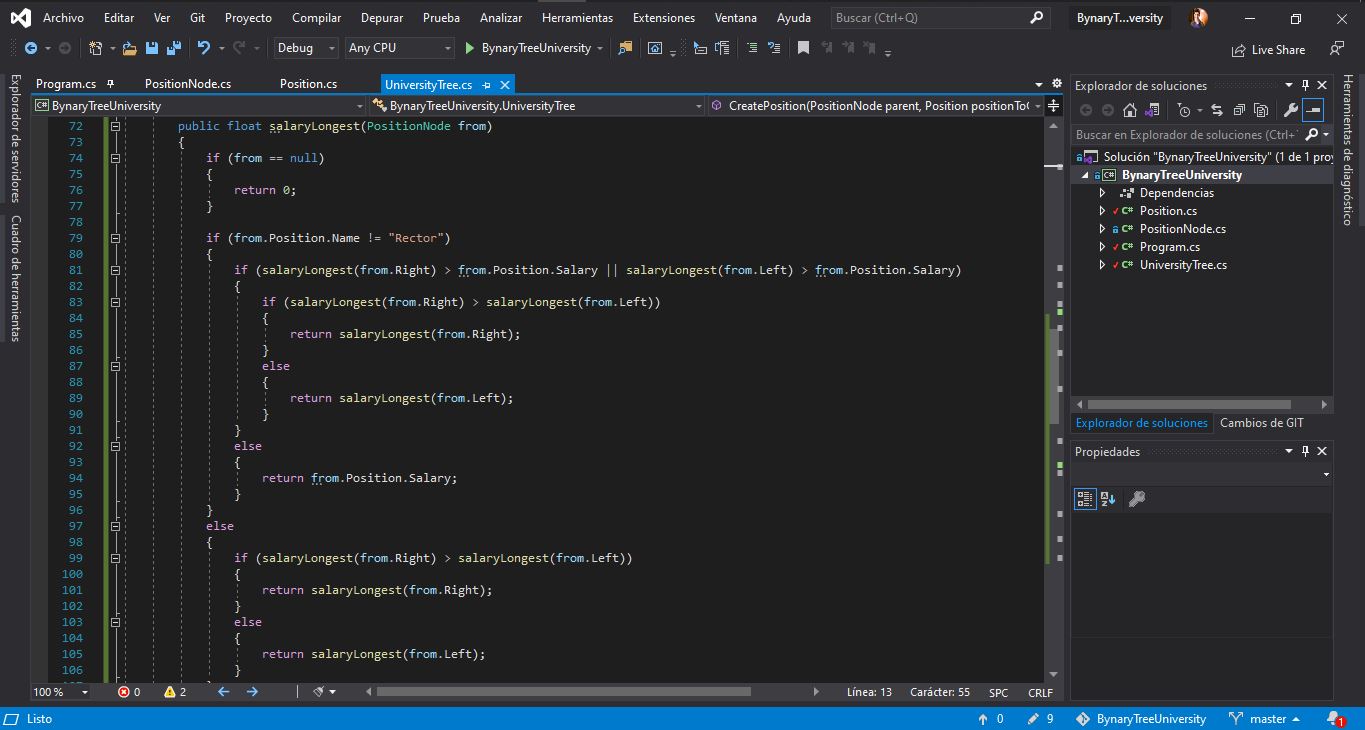 Archivo Editar Ver Git Proyecto Compilar Depurar Prueba Analizar Herramientas Extensiones Ventana Ayuda Buscar (Ctrl+Q) BynaryT...versity
Debug Any CPU BynaryTreeUniversity Live Share
Explorador de servidores
Cuadro de herramientas
Program.cs PositionNode.cs Position.cs UniversityTree.cs
C# BynaryTreeUniversity BynaryTreeUniversity.UniversityTree CreatePosition(PositionNode parent, Position positionToC
72 public float salaryLongest(PositionNode from)
73 {
74 if (from == null)
75 {
76 return 0;
77 }
78
79 if (from.Position.Name != "Rector")
80 {
81 if (salaryLongest(from.Right) > from.Position.Salary || salaryLongest(from.Left) > from.Position.Salary)
82 {
83 if (salaryLongest(from.Right) > salaryLongest(from.Left))
84 {
85 return salaryLongest(from.Right);
86 }
87 else
88 {
89 return salaryLongest(from.Left);
90 }
91 }
92 else
93 {
94 return from.Position.Salary;
95 }
96 }
97 else
98 {
99 if (salaryLongest(from.Right) > salaryLongest(from.Left))
100 {
101 return salaryLongest(from.Right);
102 }
103 else
104 {
105 return salaryLongest(from.Left);
106 }
100 % 0 2 Línea: 13 Carácter: 55 SPC CRLF
Explorador de soluciones
Buscar en Explorador de soluciones (Ctrl+
Solución "BynaryTreeUniversity" (1 de 1 proy
C# BynaryTreeUniversity
Dependencias
C# Position.cs
C# PositionNode.cs
C# Program.cs
C# UniversityTree.cs
Explorador de soluciones Cambios de GIT
Propiedades
Herramientas de diagnóstico
Listo 0 9 BynaryTreeUniversity master 1